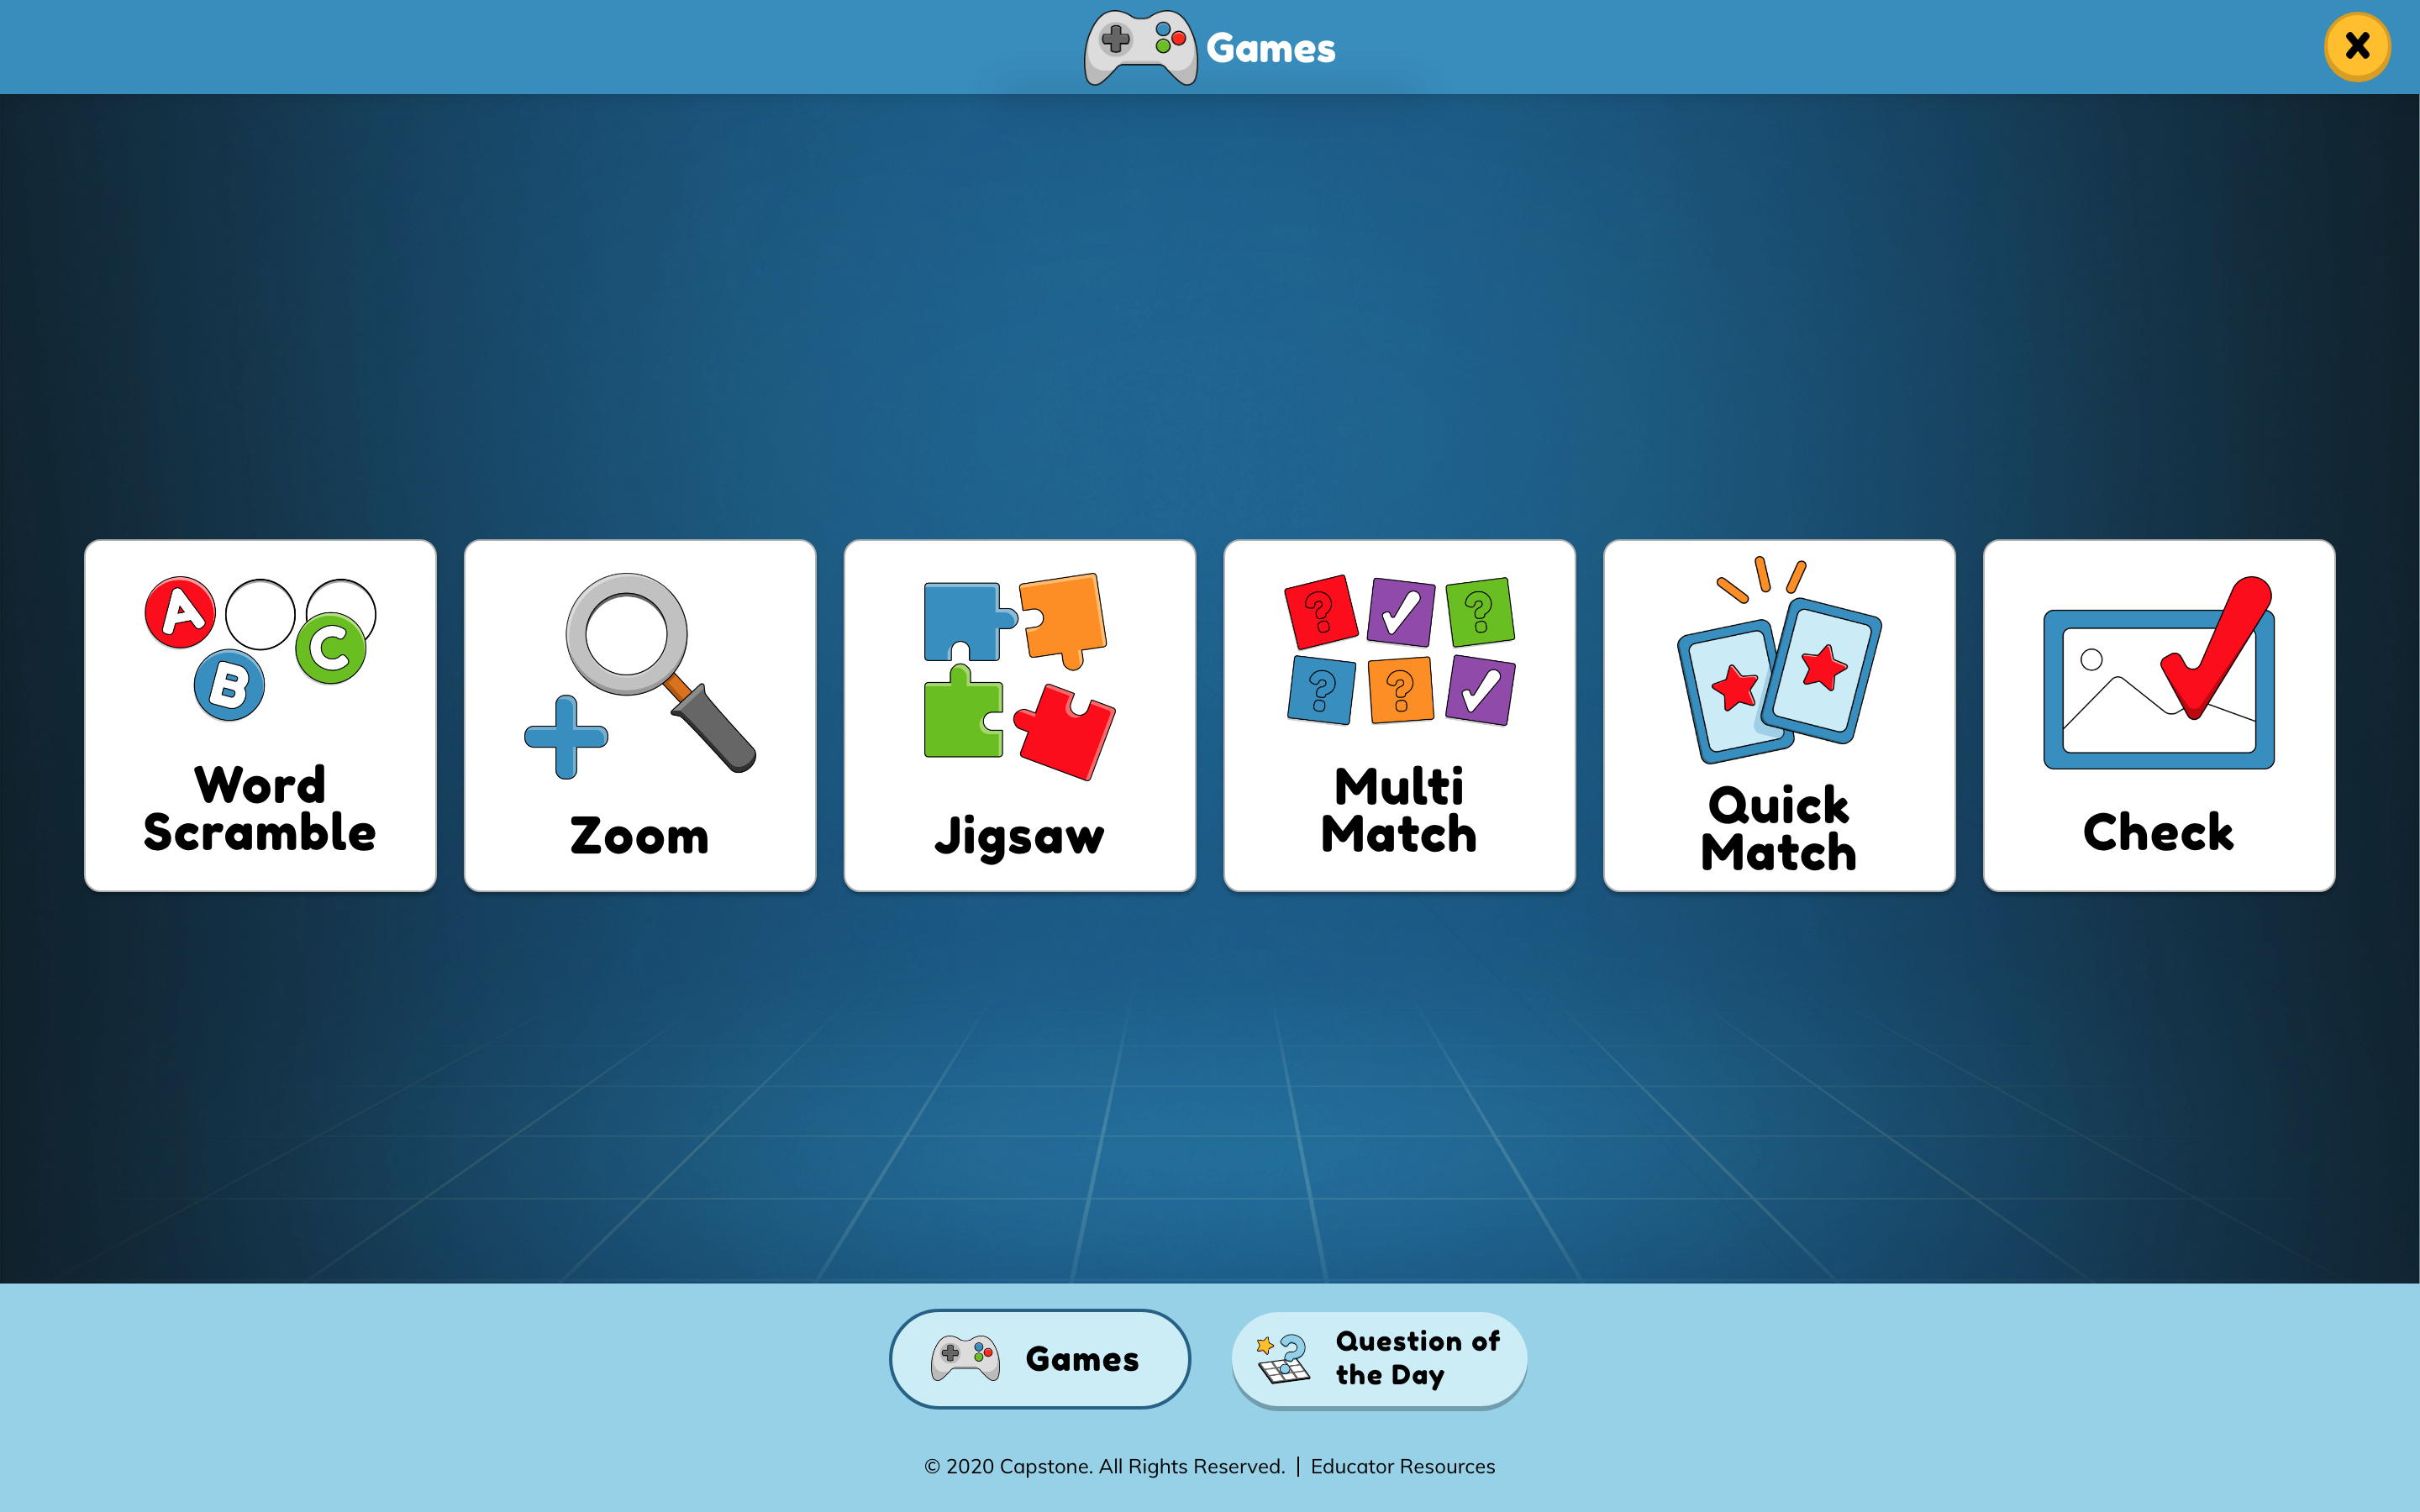 Games
X
A
C
B
Word
Scramble
Zoom
Jigsaw
? ?
? ?
Multi
Match
Quick
Match
Check
Games
?
Question of
the Day
© 2020 Capstone. All Rights Reserved. | Educator Resources